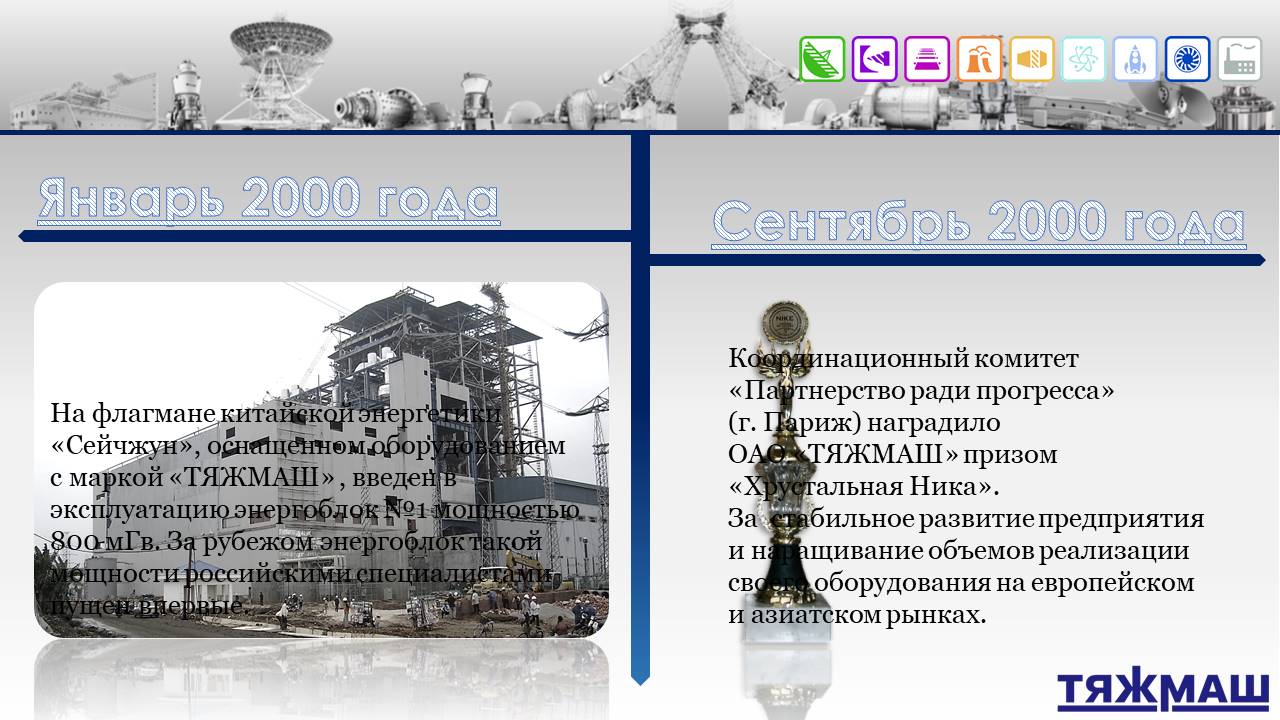 Январь 2000 года
На флагмане китайской энергетики
«Сейчжун», оснащенном оборудованием
с маркой «ТЯЖМАШ» , введен в
эксплуатацию энергоблок №1 мощностью
800 мГв. За рубежом энергоблок такой
мощности российскими специалистами
пущен впервые.
Сентябрь 2000 года
NIKE
Координационный комитет
«Партнерство ради прогресса»
(г. Париж) наградило
ОАО «ТЯЖМАШ» призом
«Хрустальная Ника».
За стабильное развитие предприятия
и наращивание объемов реализации
своего оборудования на европейском
и азиатском рынках.
ТЯЖМАШ